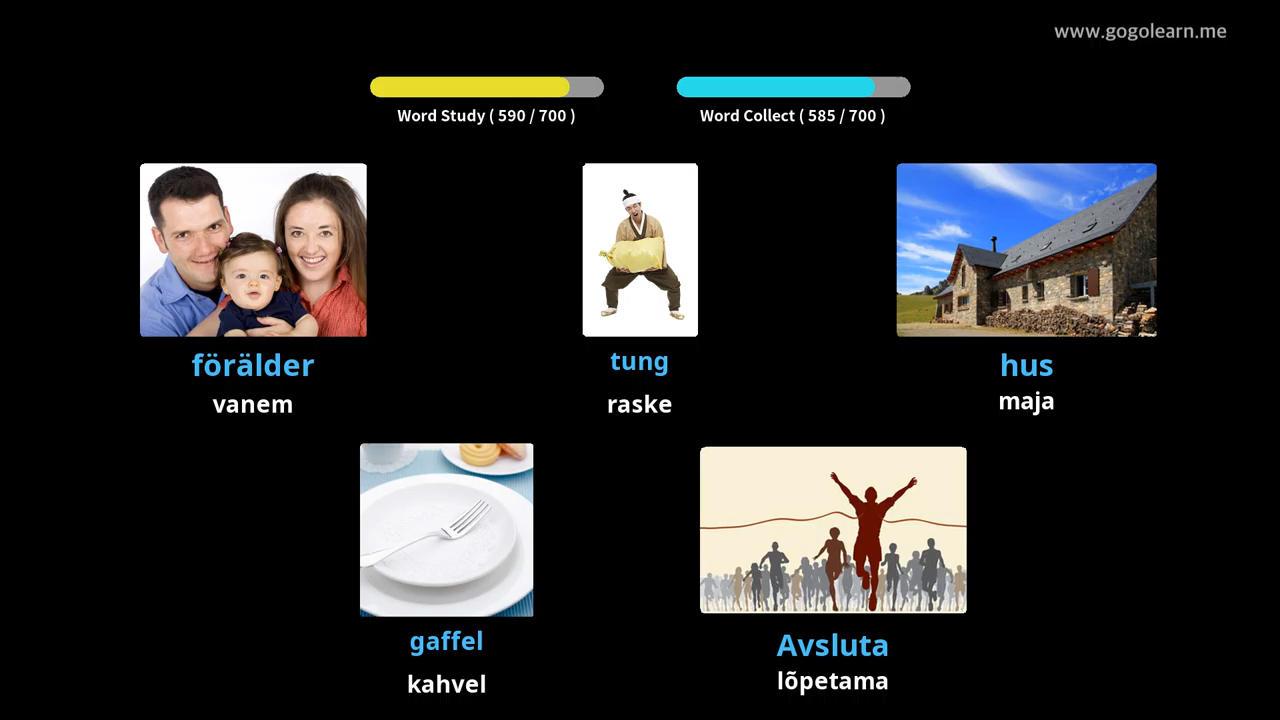 www.gogolearn.me
Word Study ( 590 / 700 )
Word Collect ( 585 / 700 )
förälder
vanem
tung
raske
hus
maja
gaffel
kahvel
Avsluta
lõpetama